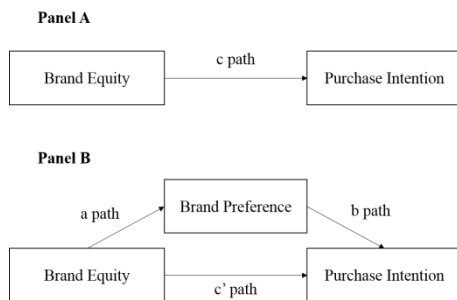 Panel A
c path
Brand Equity
Purchase Intention
Panel B
Brand Preference
a path
b path
Brand Equity
Purchase Intention
c' path